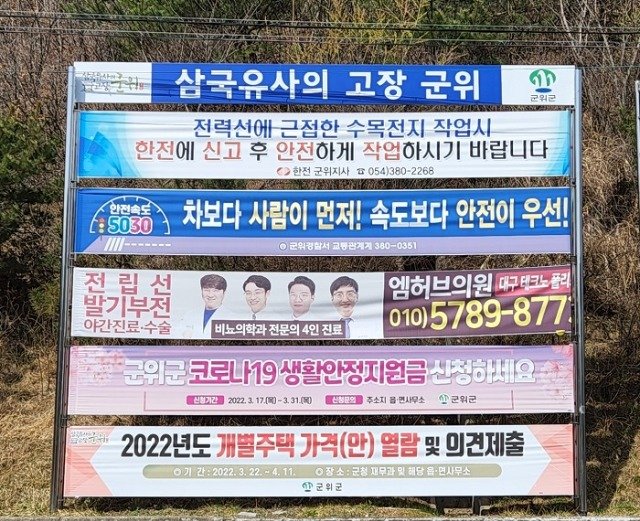 삼국유사의 고장 군위
군위군
전력선에 근접한 수목전지 작업시
한전에 신고 후 안전하게 작업하시기 바랍니다
한전 군위지사 ☎ 054)380-2268
안전속도
5030
차보다 사람이 먼저! 속도보다 안전이 우선!
군위경찰서 교통관리계 380-0351
전립선
발기부전
야간진료·수술
비뇨의학과 전문의 4인 진료
엠허브의원 대구 테크노 폴리
010) 5789-877
군위군 코로나19 생활안정지원금 신청하세요
신청기간 2022. 3.17.(목) ~ 3.31.(목) 신청문의 주소지 읍·면사무소 군위군
2022년도 개별주택 가격(안) 열람 및 의견제출
기 간 : 2022. 3. 22. ~ 4. 11. 장 소 : 군청 재무과 및 해당 읍·면사무소
군위군